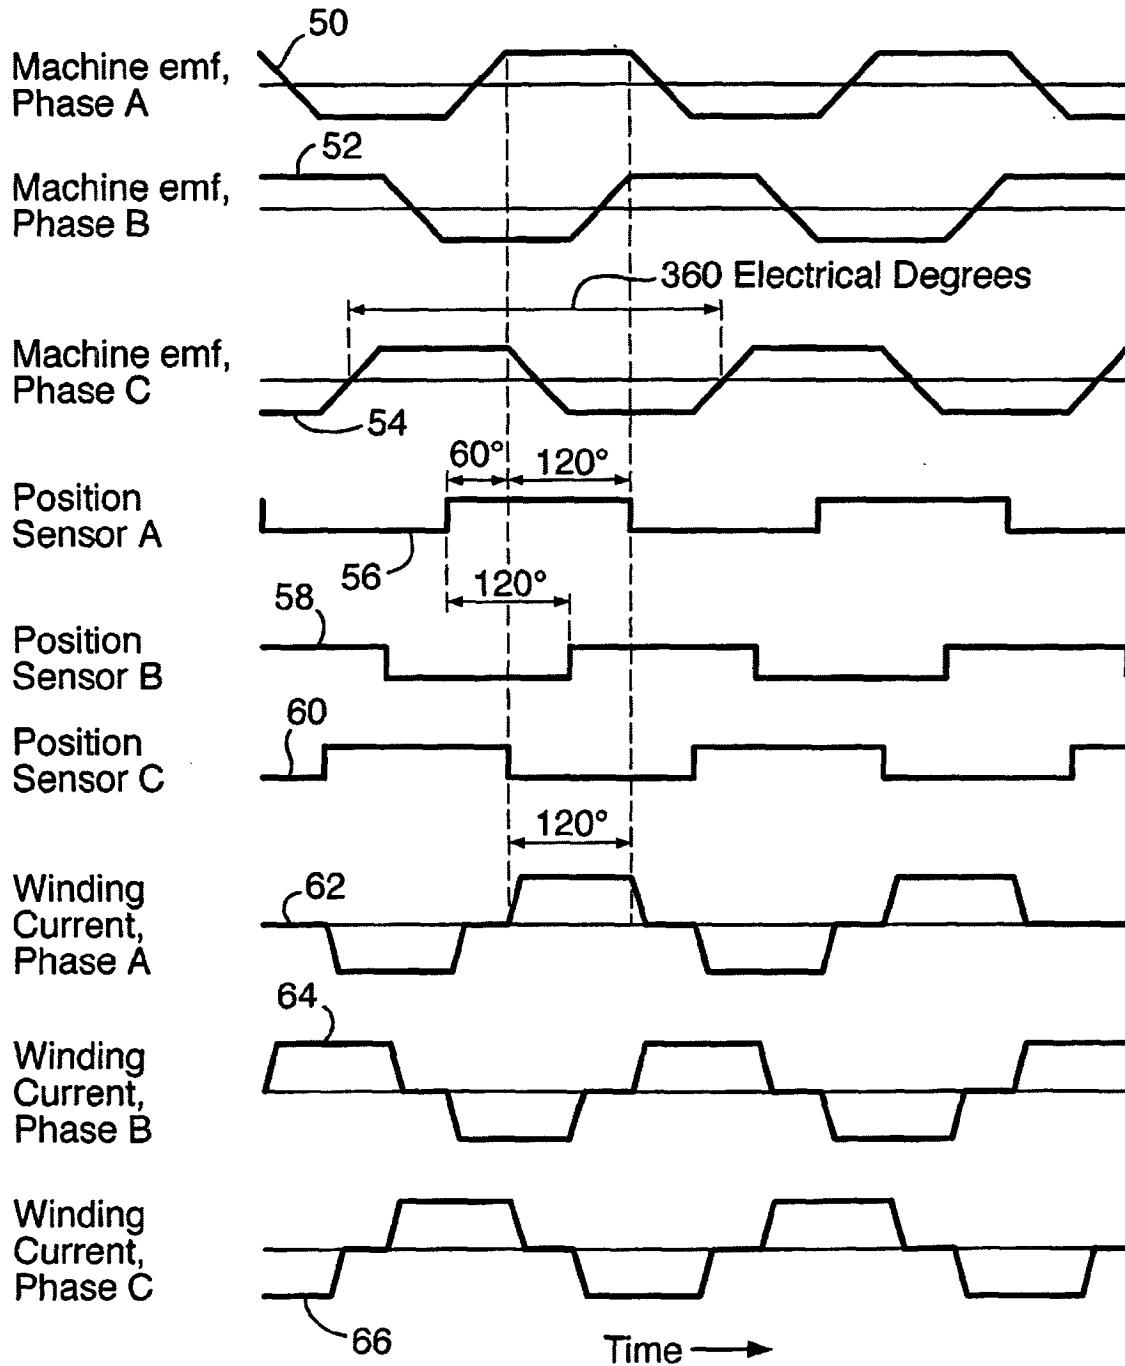 50
Machine emf,
Phase A
52
Machine emf,
Phase B
360 Electrical Degrees
Machine emf,
Phase C
54
60° 120°
Position
Sensor A
56
120°
58
Position
Sensor B
60
Position
Sensor C
120°
Winding
Current,
Phase A
62
64
Winding
Current,
Phase B
Winding
Current,
Phase C
66
Time